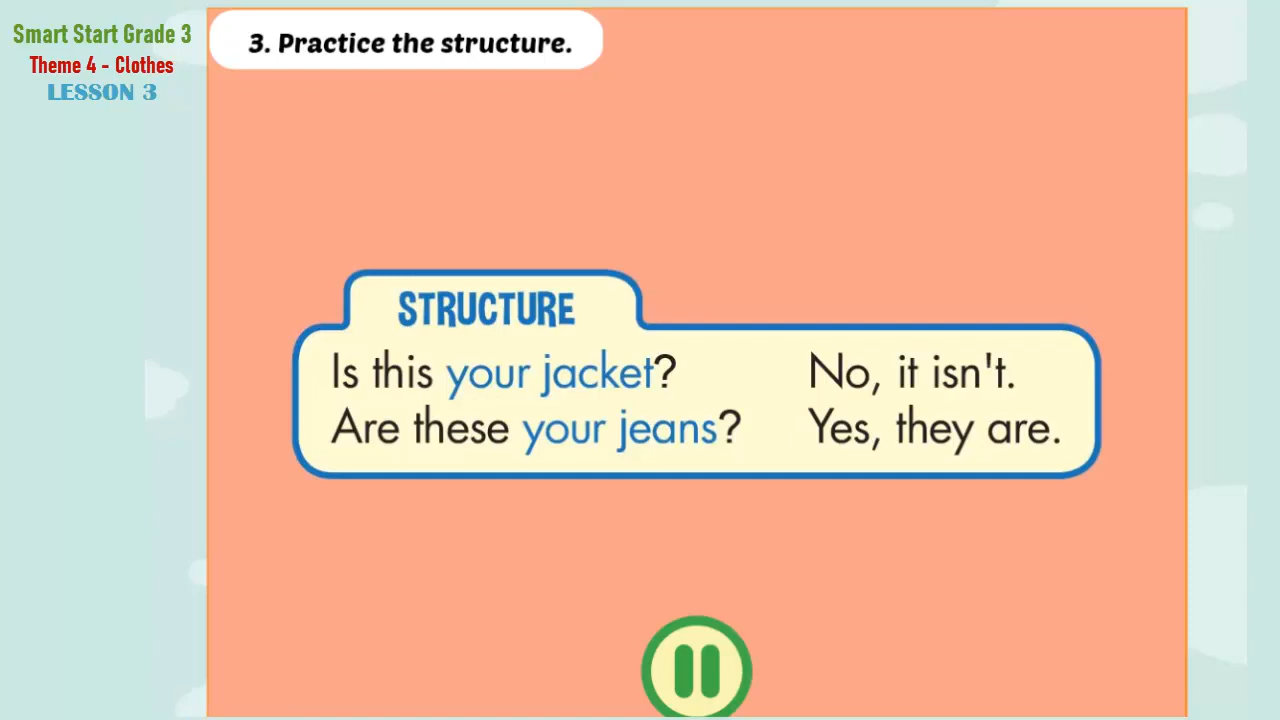 Smart Start Grade 3
Theme 4 - Clothes
LESSON 3
3. Practice the structure.
STRUCTURE
Is this your jacket? No, it isn't.
Are these your jeans? Yes, they are.